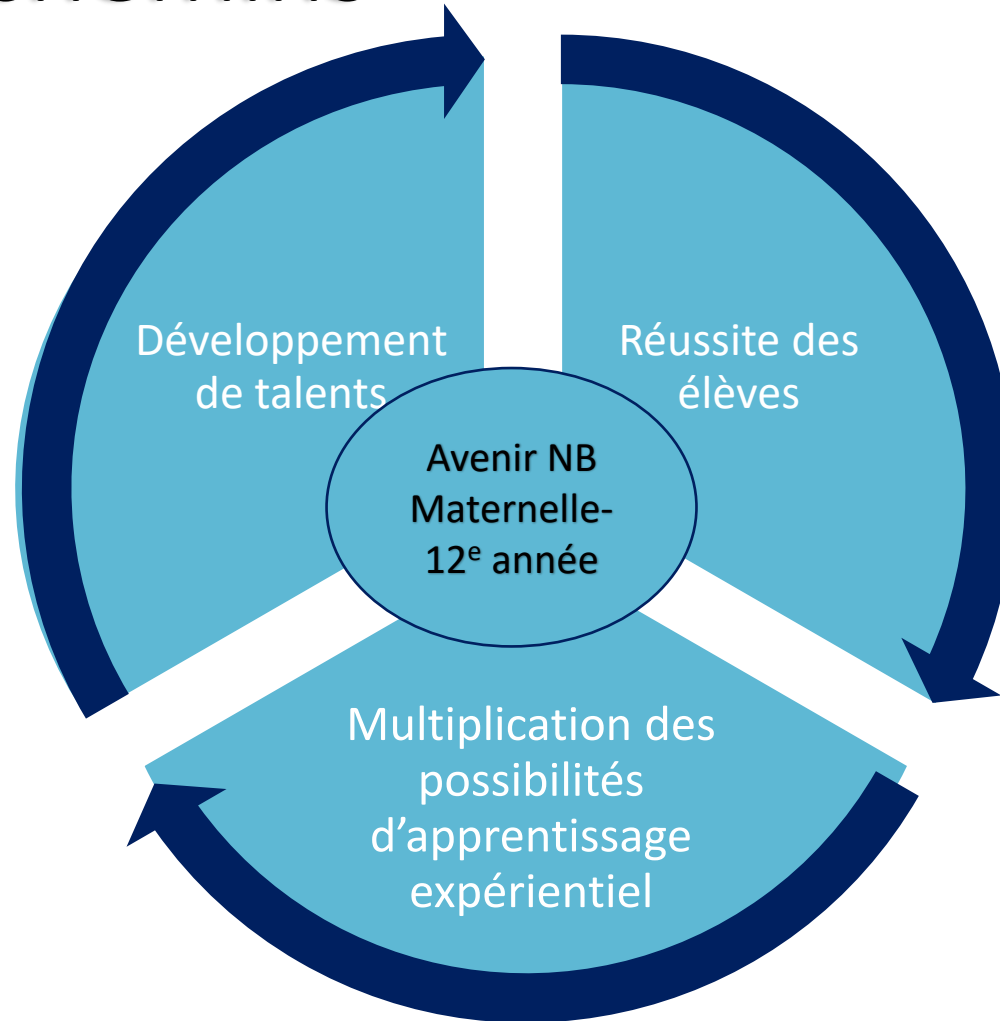 Développement
de talents
Réussite des
élèves
Avenir NB
Maternelle-
12e année
Multiplication des
possibilités
d’apprentissage
expérientiel